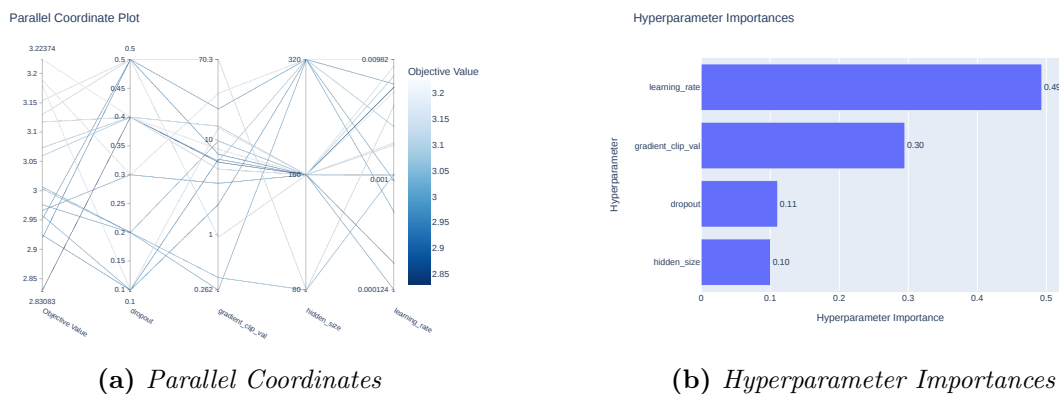 Parallel Coordinate Plot
3.22374
3.2
3.15
3.1
3.05
3
2.95
2.9
2.85
2.83083
Objective Value
0.5
0.5
0.45
0.4
0.35
0.3
0.25
0.2
0.15
0.1
0.1
dropout
70.3
10
1
0.262
gradient_clip_val
320
160
80
hidden_size
0.00982
0.001
0.000124
learning_rate
Objective Value
3.2
3.15
3.1
3.05
3
2.95
2.9
2.85
(a) Parallel Coordinates
Hyperparameter Importances
Hyperparameter
learning_rate
0.49
gradient_clip_val
0.30
dropout
0.11
hidden_size
0.10
0 0.1 0.2 0.3 0.4 0.5
Hyperparameter Importance
(b) Hyperparameter Importances